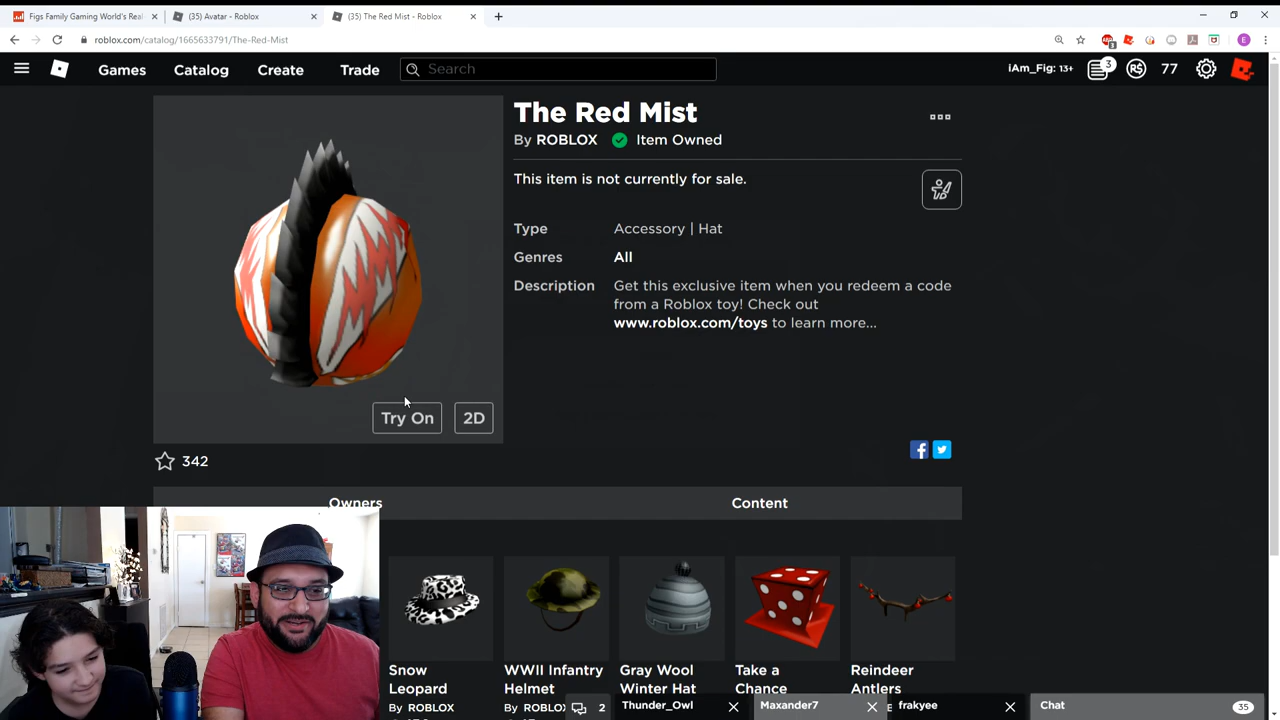 Figs Family Gaming World's Rea
(35) Avatar - Roblox
(35) The Red Mist - Roblox
roblox.com/catalog/1665633791/The-Red-Mist
3
E
Games
Catalog
Create
Trade
Search
iAm_Fig: 13+
3
77
The Red Mist
By ROBLOX
Item Owned
This item is not currently for sale.
Type
Accessory | Hat
Genres
All
Description
Get this exclusive item when you redeem a code
from a Roblox toy! Check out
www.roblox.com/toys to learn more...
Try On
2D
342
Owners
Content
Snow
Leopard
By ROBLOX
WWII Infantry
Helmet
By ROBLOX
Gray Wool
Winter Hat
Take a
Chance
Reindeer
Antlers
2
Thunder_Owl
Maxander7
frakyee
Chat
35